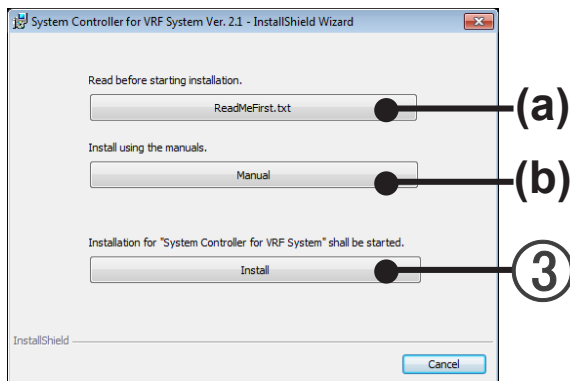 System Controller for VRF System Ver. 2.1 - InstallShield Wizard
Read before starting installation.
ReadMeFirst.txt
(a)
Install using the manuals.
Manual
(b)
Installation for "System Controller for VRF System" shall be started.
Install
③
InstallShield
Cancel